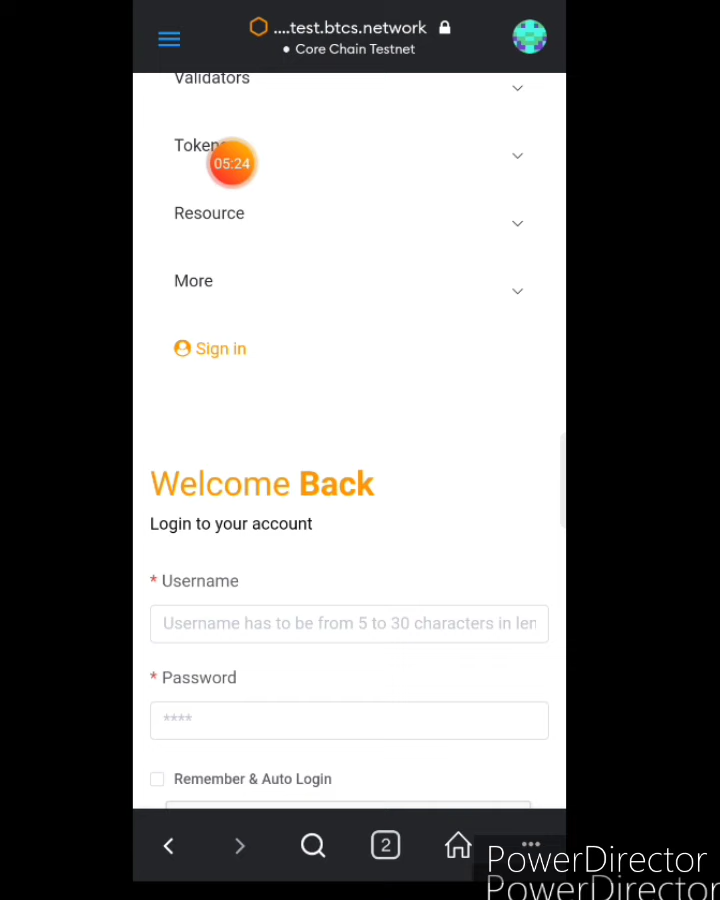 ....test.btcs.network
• Core Chain Testnet
Validators
05:24
Resource
More
Sign in
Welcome Back
Login to your account
* Username
Username has to be from 5 to 30 characters in len
* Password
****
Remember & Auto Login
2
PowerDirector
PowerDirector